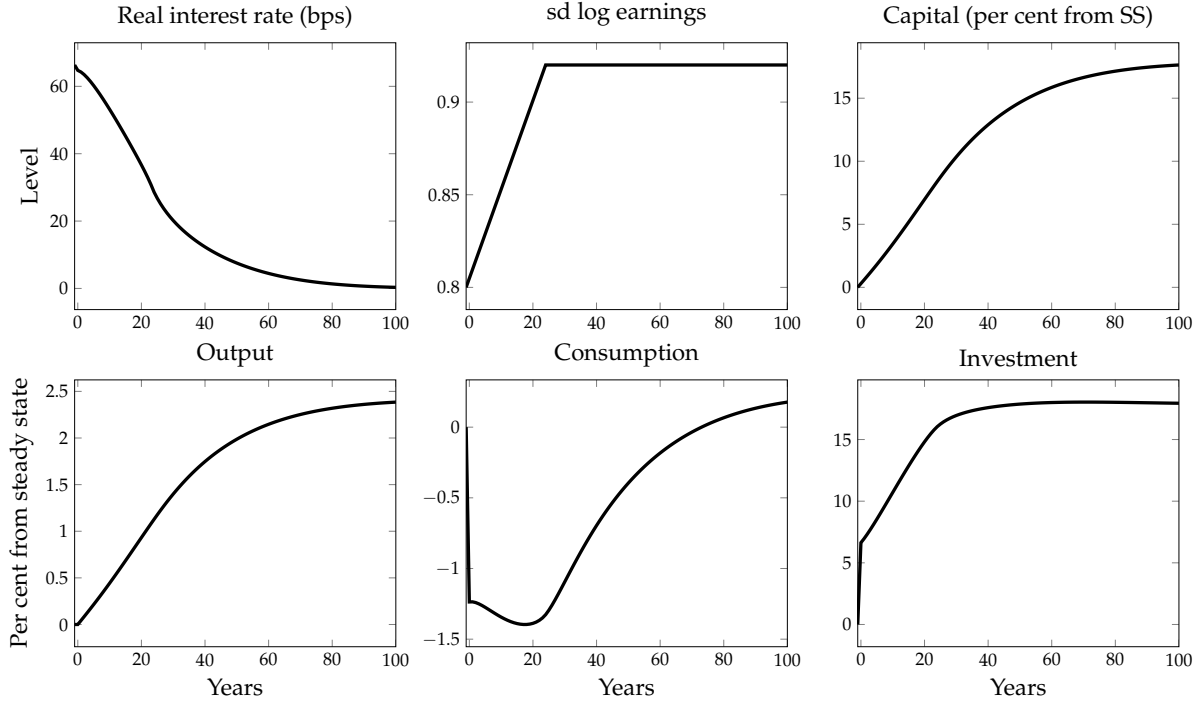 Real interest rate (bps)
Level
60
40
20
0
0 20 40 60 80 100
sd log earnings
0.9
0.85
0.8
0 20 40 60 80 100
Capital (per cent from SS)
15
10
5
0
0 20 40 60 80 100
Output
Per cent from steady state
2.5
2
1.5
1
0.5
0
0 20 40 60 80 100
Years
Consumption
0
−0.5
−1
−1.5
0 20 40 60 80 100
Years
Investment
15
10
5
0
0 20 40 60 80 100
Years